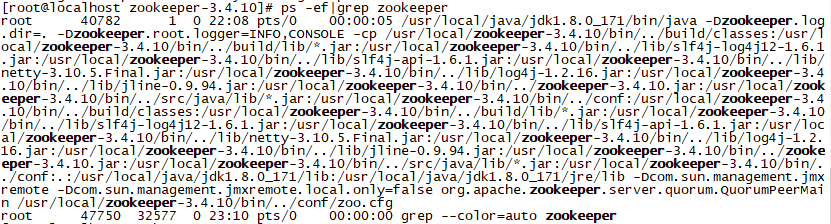 [root@localhost zookeeper-3.4.10]# ps -ef|grep zookeeper
root      40782      1  0 22:08 pts/0    00:00:05 /usr/local/java/jdk1.8.0_171/bin/java -Dzookeeper.log
.dir=. -Dzookeeper.root.logger=INFO,CONSOLE -cp /usr/local/zookeeper-3.4.10/bin/../build/classes:/usr/l
ocal/zookeeper-3.4.10/bin/../build/lib/*.jar:/usr/local/zookeeper-3.4.10/bin/../lib/slf4j-log4j12-1.6.1
.jar:/usr/local/zookeeper-3.4.10/bin/../lib/slf4j-api-1.6.1.jar:/usr/local/zookeeper-3.4.10/bin/../lib/
netty-3.10.5.Final.jar:/usr/local/zookeeper-3.4.10/bin/../lib/log4j-1.2.16.jar:/usr/local/zookeeper-3.4
.10/bin/../lib/jline-0.9.94.jar:/usr/local/zookeeper-3.4.10/bin/../zookeeper-3.4.10.jar:/usr/local/zook
eeper-3.4.10/bin/../src/java/lib/*.jar:/usr/local/zookeeper-3.4.10/bin/../conf:/usr/local/zookeeper-3.4
.10/bin/../build/classes:/usr/local/zookeeper-3.4.10/bin/../build/lib/*.jar:/usr/local/zookeeper-3.4.10
/bin/../lib/slf4j-log4j12-1.6.1.jar:/usr/local/zookeeper-3.4.10/bin/../lib/slf4j-api-1.6.1.jar:/usr/loc
al/zookeeper-3.4.10/bin/../lib/netty-3.10.5.Final.jar:/usr/local/zookeeper-3.4.10/bin/../lib/log4j-1.2.
16.jar:/usr/local/zookeeper-3.4.10/bin/../lib/jline-0.9.94.jar:/usr/local/zookeeper-3.4.10/bin/../zooke
eper-3.4.10.jar:/usr/local/zookeeper-3.4.10/bin/../src/java/lib/*.jar:/usr/local/zookeeper-3.4.10/bin/.
./conf:.:/usr/local/java/jdk1.8.0_171/lib:/usr/local/java/jdk1.8.0_171/jre/lib -Dcom.sun.management.jmx
remote -Dcom.sun.management.jmxremote.local.only=false org.apache.zookeeper.server.quorum.QuorumPeerMai
n /usr/local/zookeeper-3.4.10/bin/../conf/zoo.cfg
root      47750  32577  0 23:10 pts/0    00:00:00 grep --color=auto zookeeper